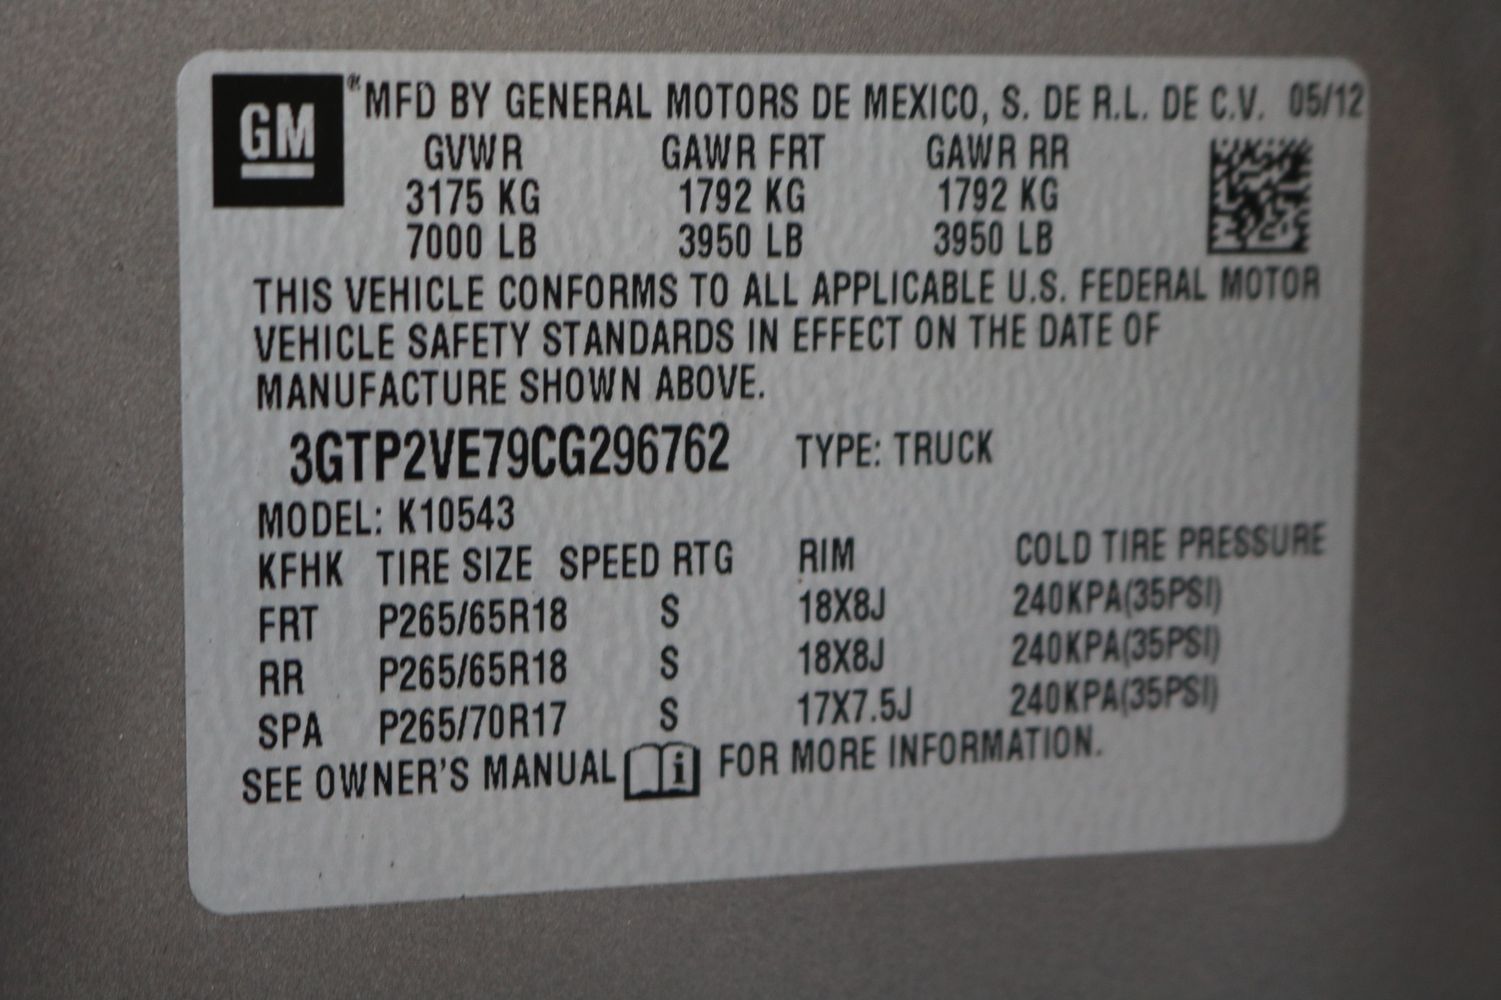 GM
® MFD BY GENERAL MOTORS DE MEXICO, S. DE R.L. DE C.V. 05/12
GVWR GAWR FRT GAWR RR
3175 KG 1792 KG 1792 KG
7000 LB 3950 LB 3950 LB
THIS VEHICLE CONFORMS TO ALL APPLICABLE U.S. FEDERAL MOTOR
VEHICLE SAFETY STANDARDS IN EFFECT ON THE DATE OF
MANUFACTURE SHOWN ABOVE.
3GTP2VE79CG296762 TYPE: TRUCK
MODEL: K10543
KFHK TIRE SIZE SPEED RTG RIM COLD TIRE PRESSURE
FRT P265/65R18 S 18X8J 240KPA(35PSI)
RR P265/65R18 S 18X8J 240KPA(35PSI)
SPA P265/70R17 S 17X7.5J 240KPA(35PSI)
SEE OWNER'S MANUAL i FOR MORE INFORMATION.